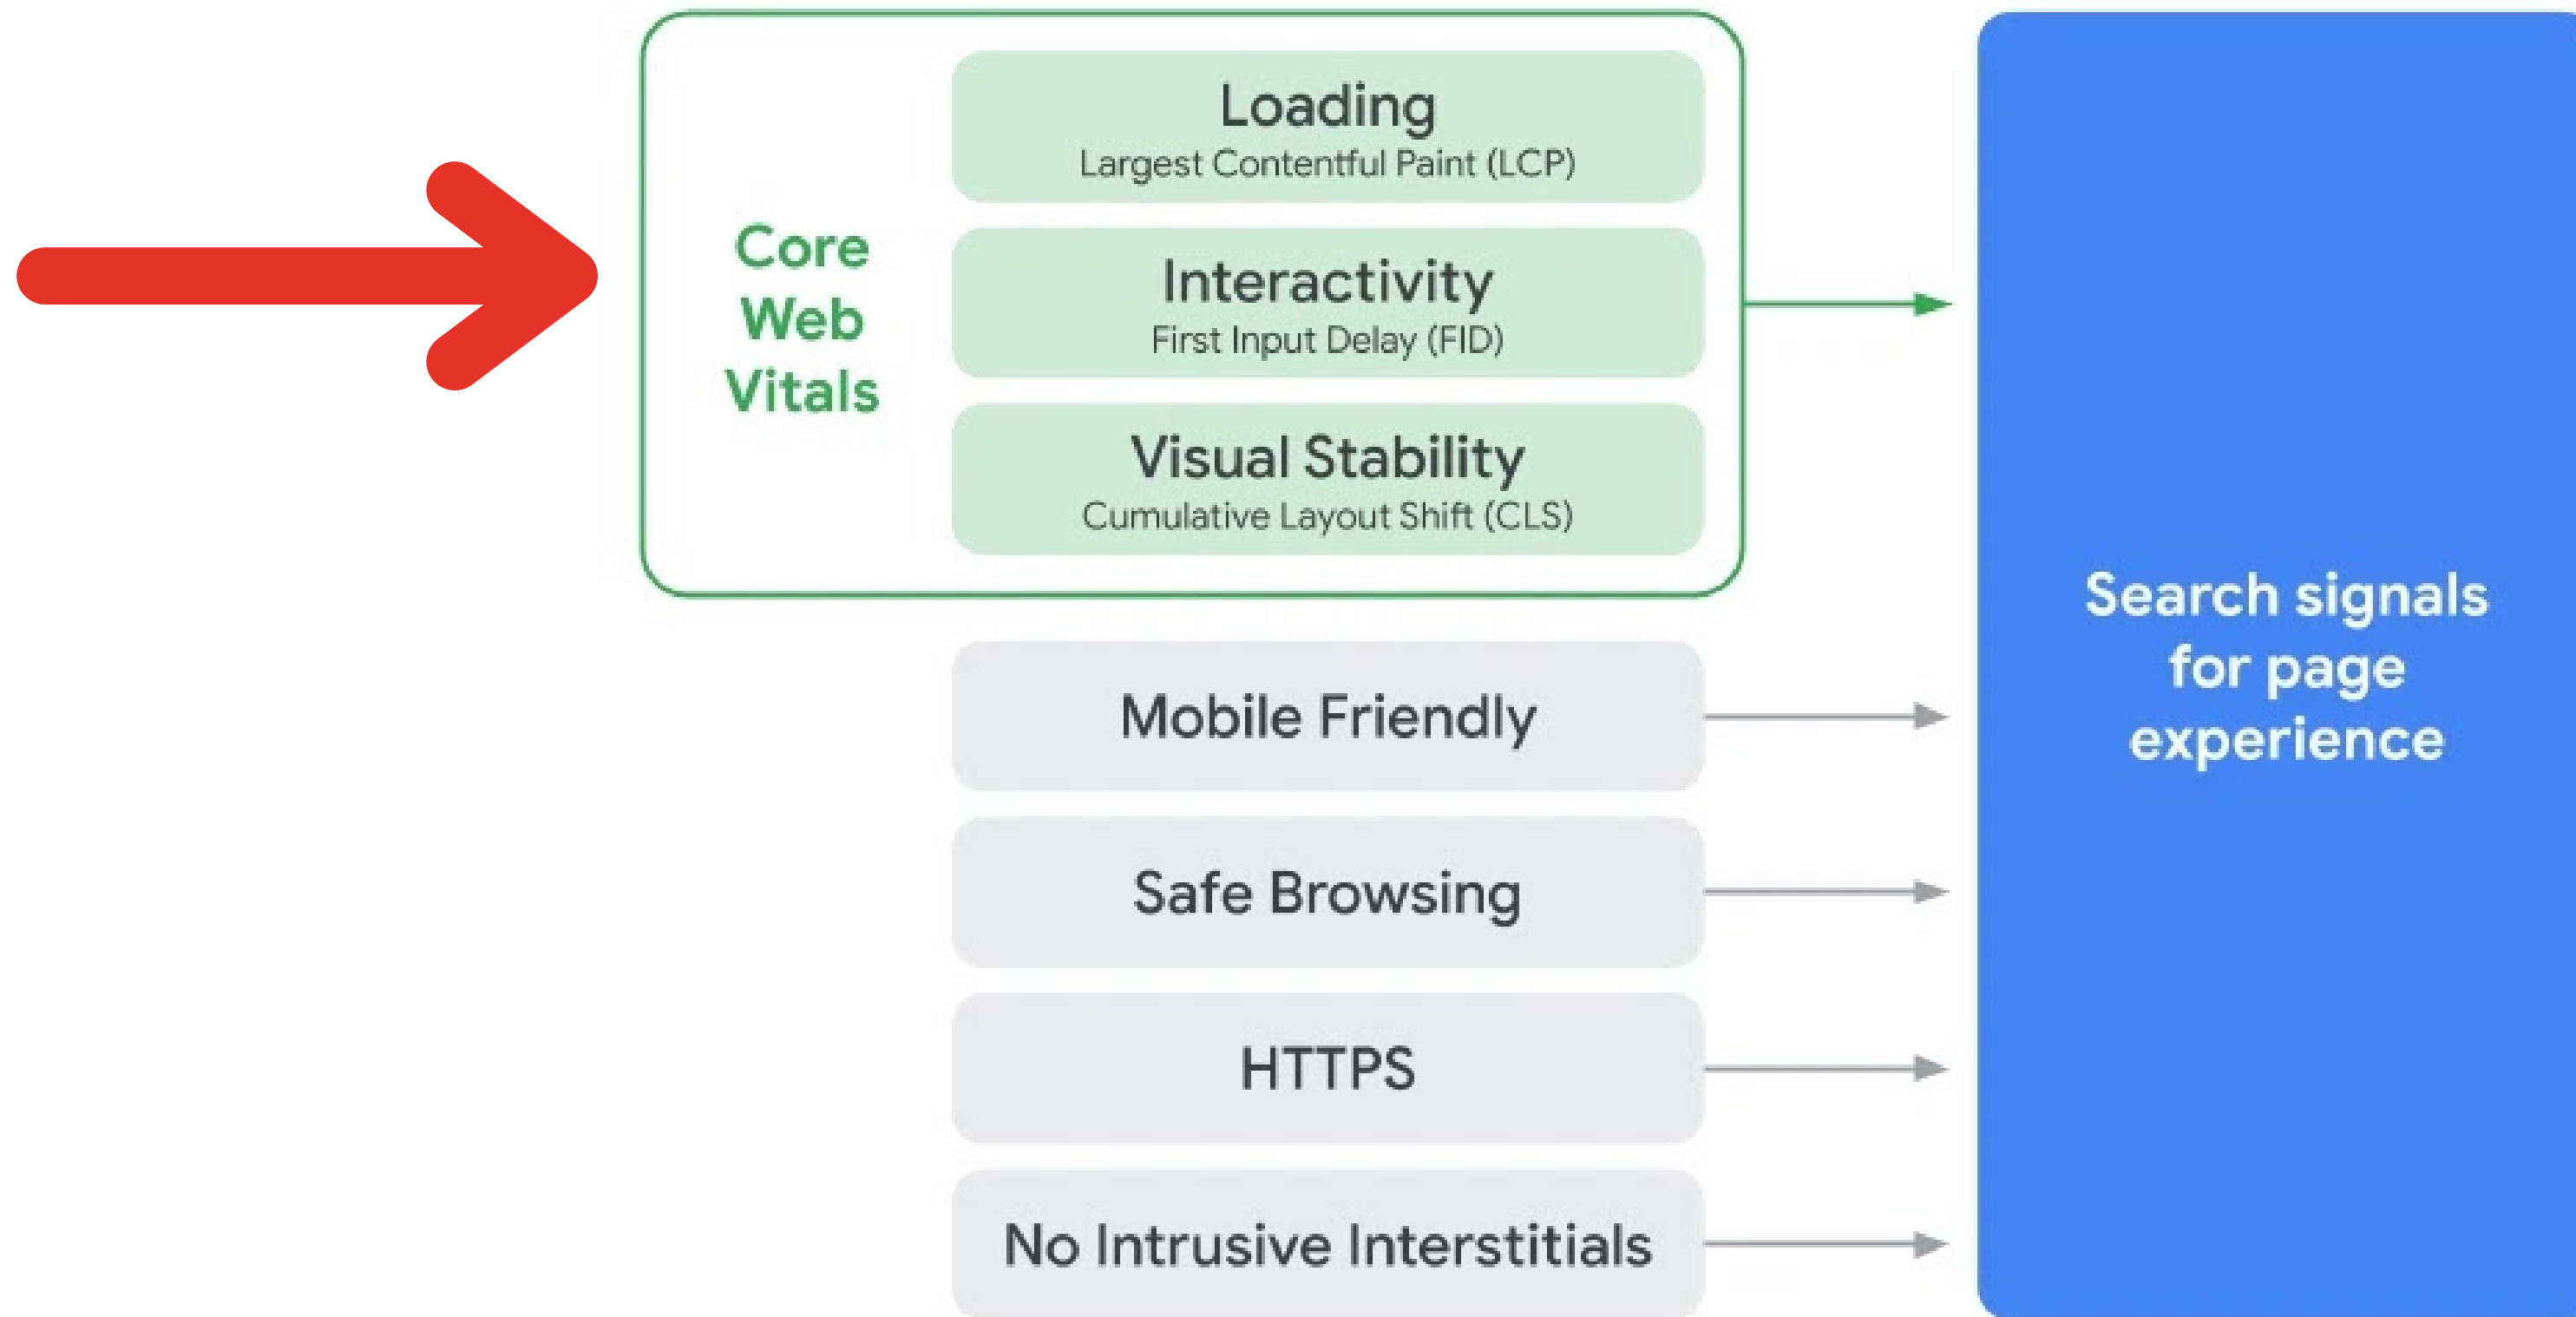 Core
Web
Vitals
Loading
Largest Contentful Paint (LCP)
Interactivity
First Input Delay (FID)
Visual Stability
Cumulative Layout Shift (CLS)
Mobile Friendly
Safe Browsing
HTTPS
No Intrusive Interstitials
Search signals
for page
experience